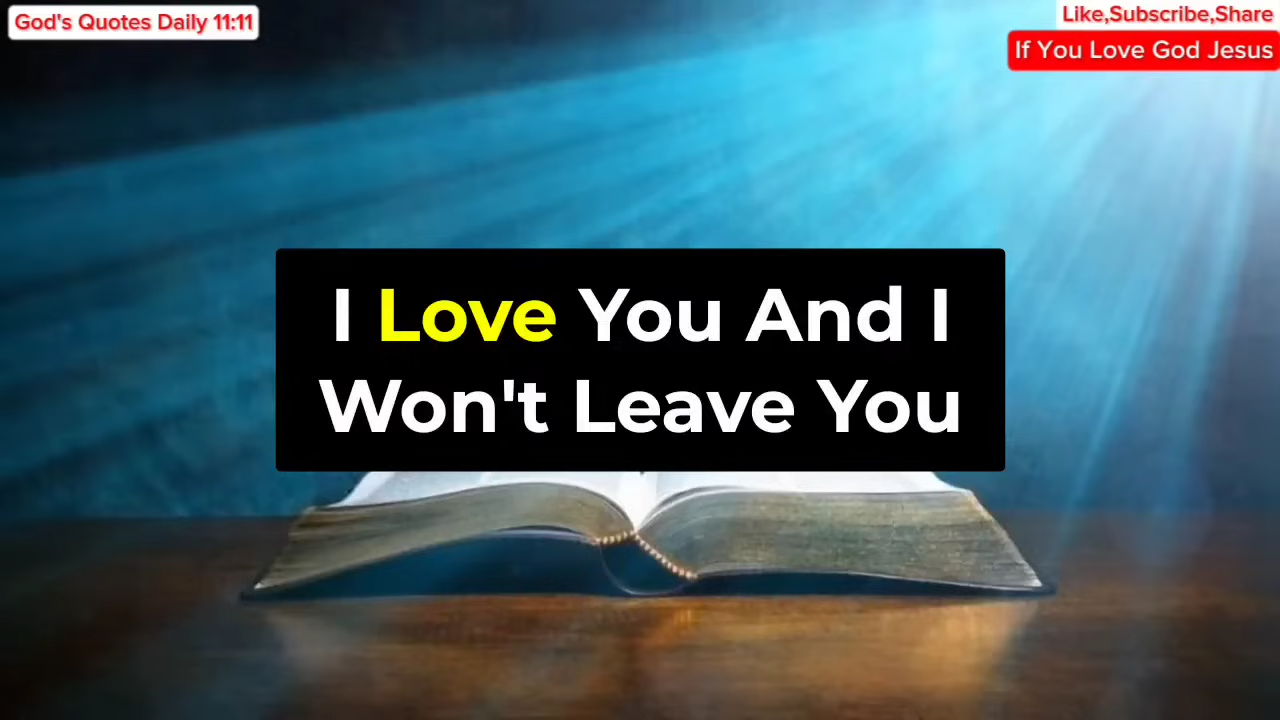 God's Quotes Daily 11:11
Like,Subscribe,Share
If You Love God Jesus
I Love You And I
Won't Leave You